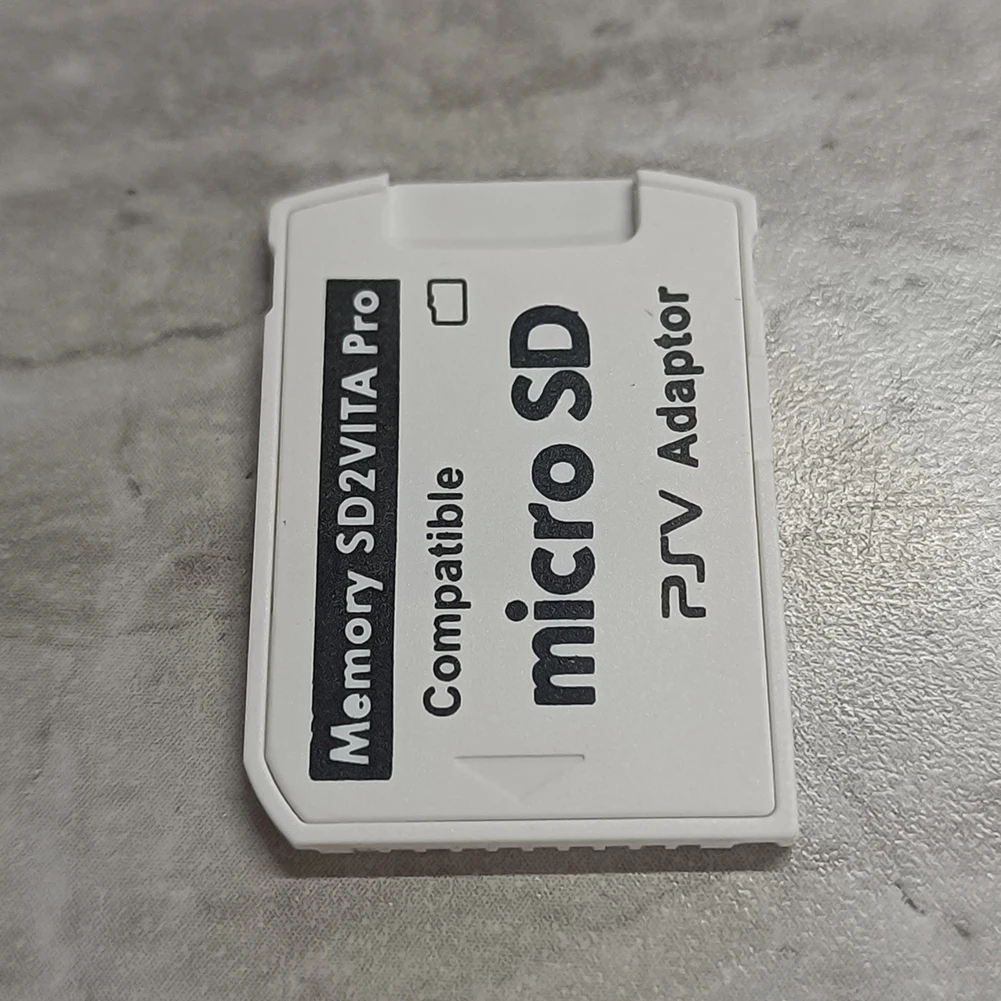 Memory SD2VITA Pro
Compatible
micro SD
PSV Adaptor